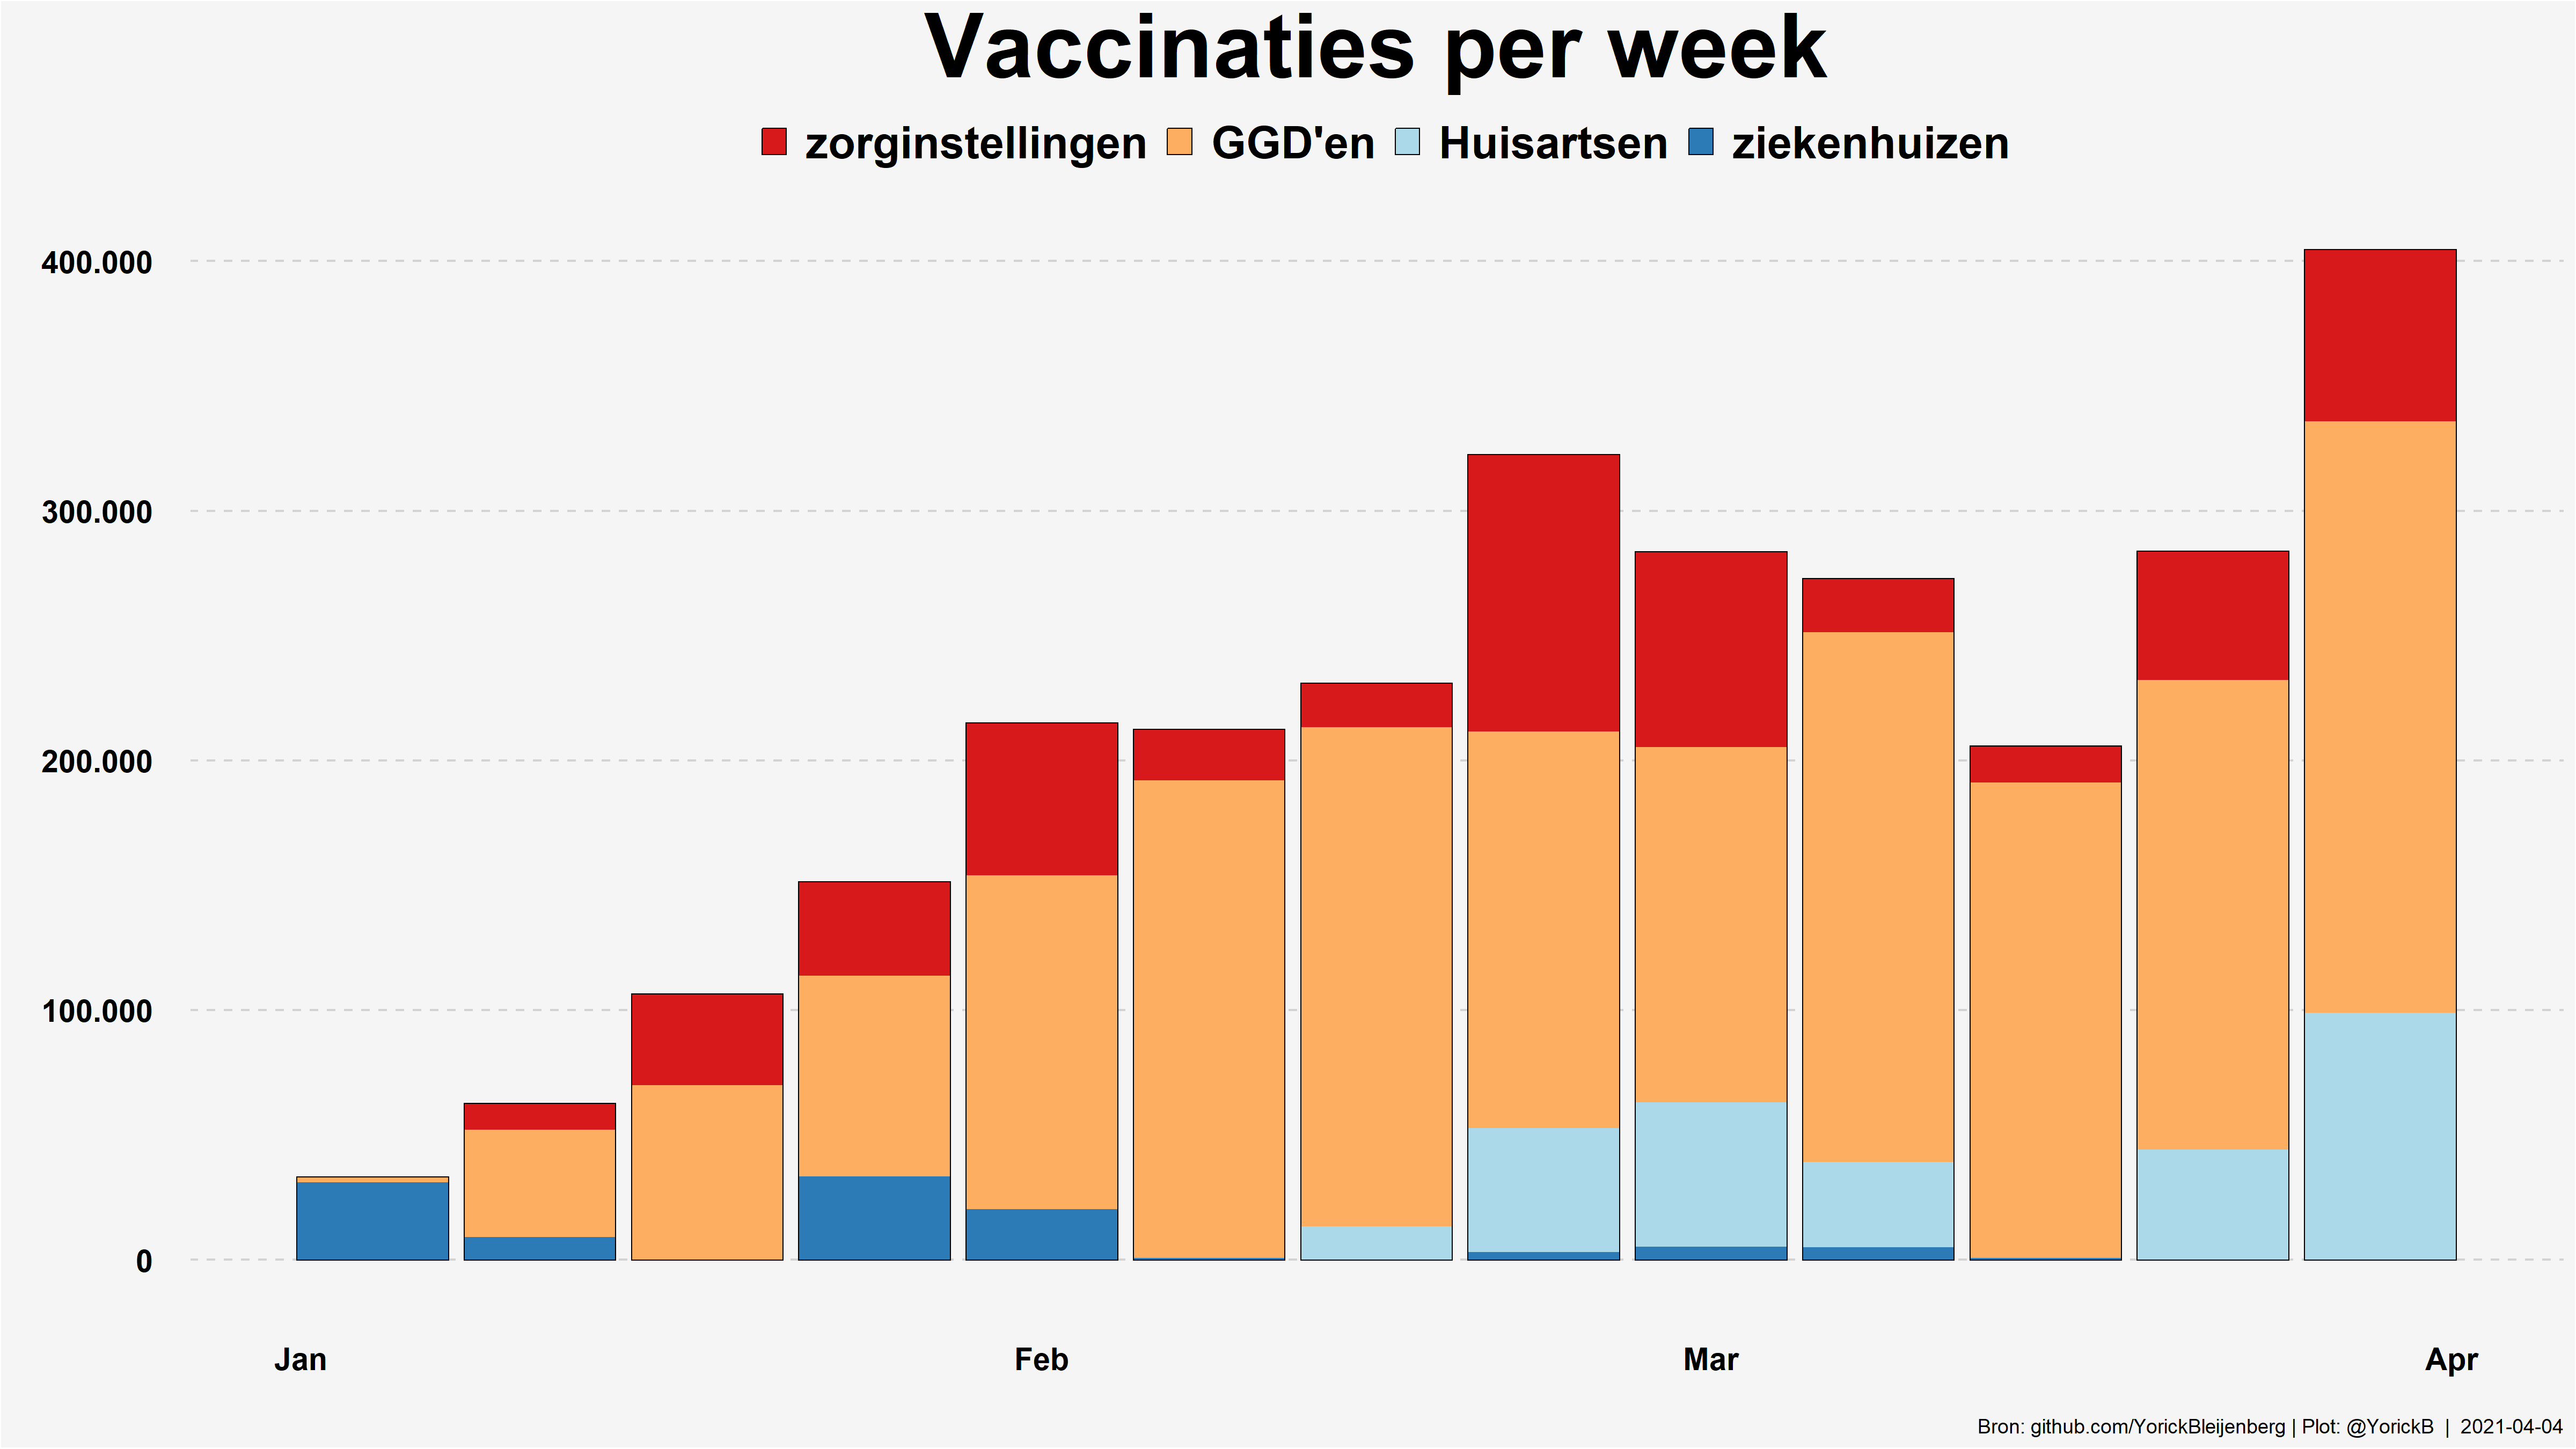 Vaccinaties per week
zorginstellingen GGD'en Huisartsen ziekenhuizen
400.000
300.000
200.000
100.000
0
Jan Feb Mar Apr
Bron: github.com/YorickBleijenberg | Plot: @YorickB | 2021-04-04